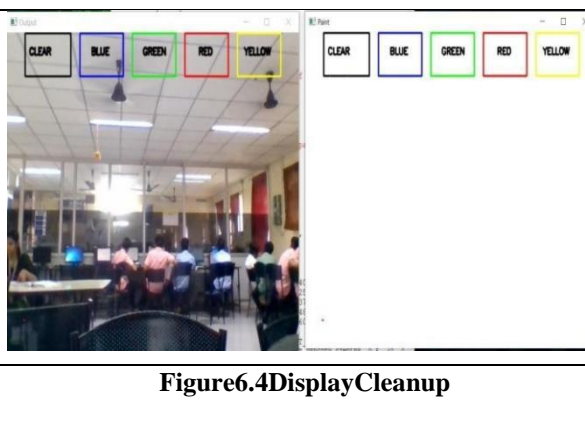 Output
CLEAR BLUE GREEN RED YELLOW
Paint
CLEAR BLUE GREEN RED YELLOW
Figure6.4DisplayCleanup